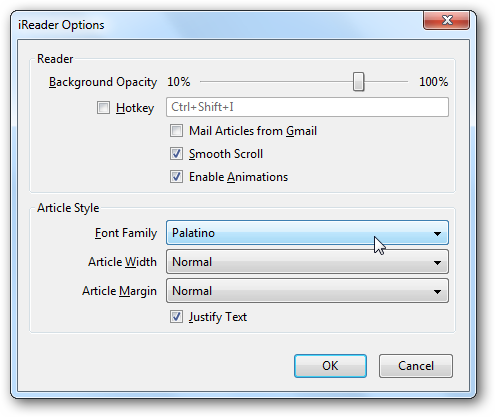 iReader Options
Reader
Background Opacity 10% 100%
Hotkey Ctrl+Shift+I
Mail Articles from Gmail
Smooth Scroll
Enable Animations
Article Style
Font Family Palatino
Article Width Normal
Article Margin Normal
Justify Text
OK Cancel